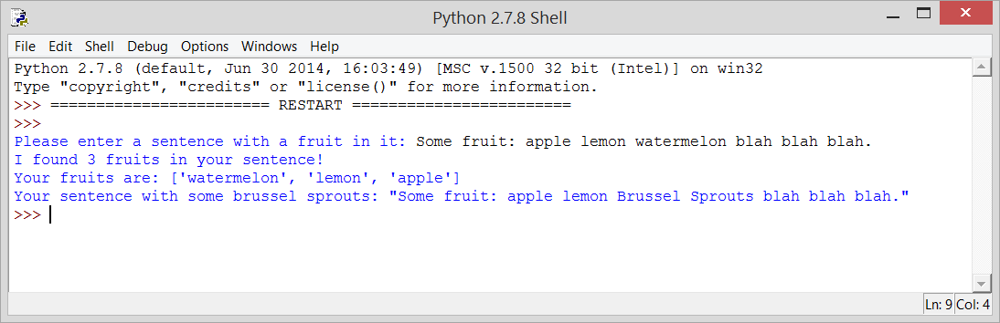 Python 2.7.8 Shell
File Edit Shell Debug Options Windows Help
Python 2.7.8 (default, Jun 30 2014, 16:03:49) [MSC v.1500 32 bit (Intel)] on win32
Type "copyright", "credits" or "license()" for more information.
>>> ======================== RESTART ========================
>>>
Please enter a sentence with a fruit in it: Some fruit: apple lemon watermelon blah blah blah.
I found 3 fruits in your sentence!
Your fruits are: ['watermelon', 'lemon', 'apple']
Your sentence with some brussel sprouts: "Some fruit: apple lemon Brussel Sprouts blah blah blah."
>>>
Ln: 9 Col: 4